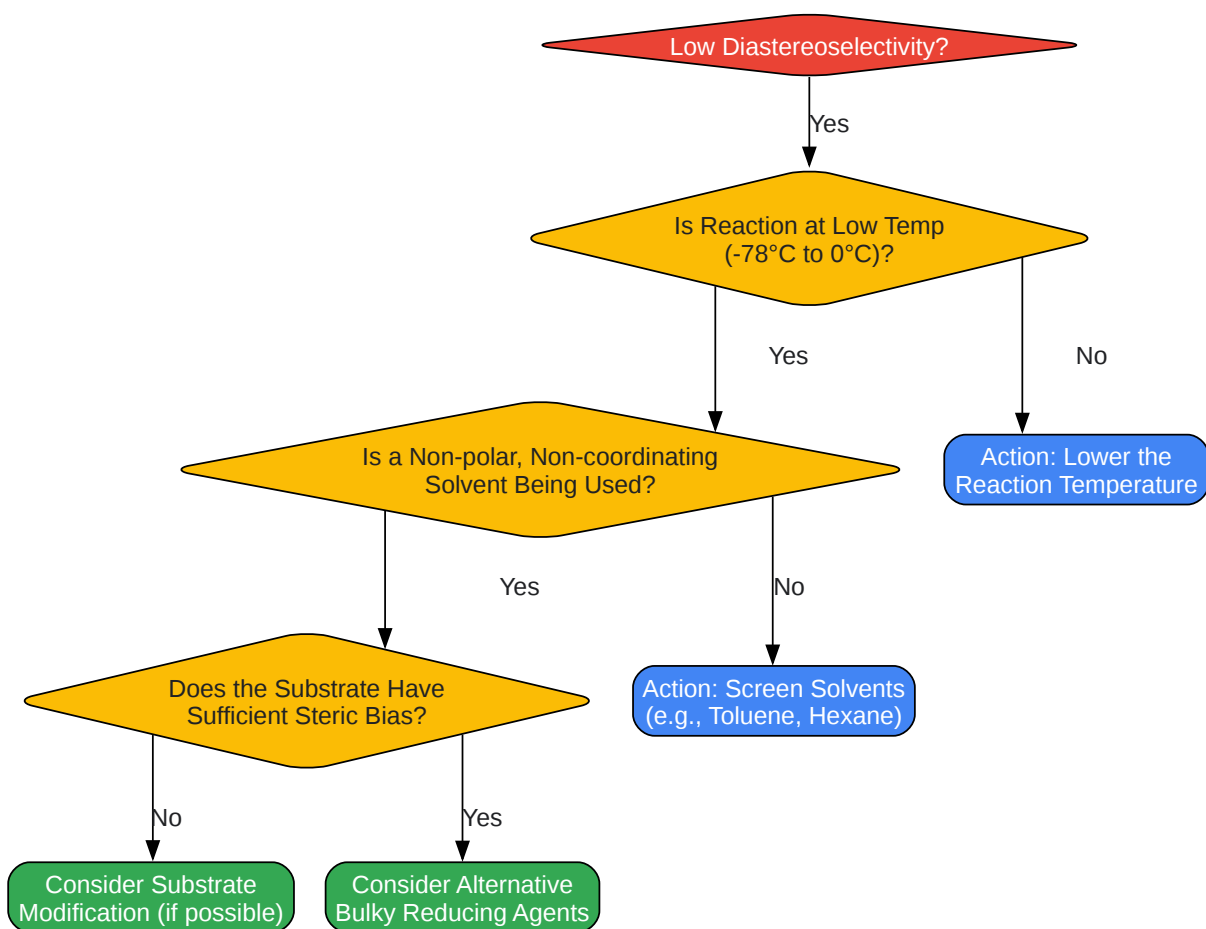 Low Diastereoselectivity?
Yes
Is Reaction at Low Temp
(-78°C to 0°C)?
Yes
No
Is a Non-polar, Non-coordinating
Solvent Being Used?
Action: Lower the
Reaction Temperature
Yes
No
Does the Substrate Have
Sufficient Steric Bias?
Action: Screen Solvents
(e.g., Toluene, Hexane)
No
Yes
Consider Substrate
Modification (if possible)
Consider Alternative
Bulky Reducing Agents